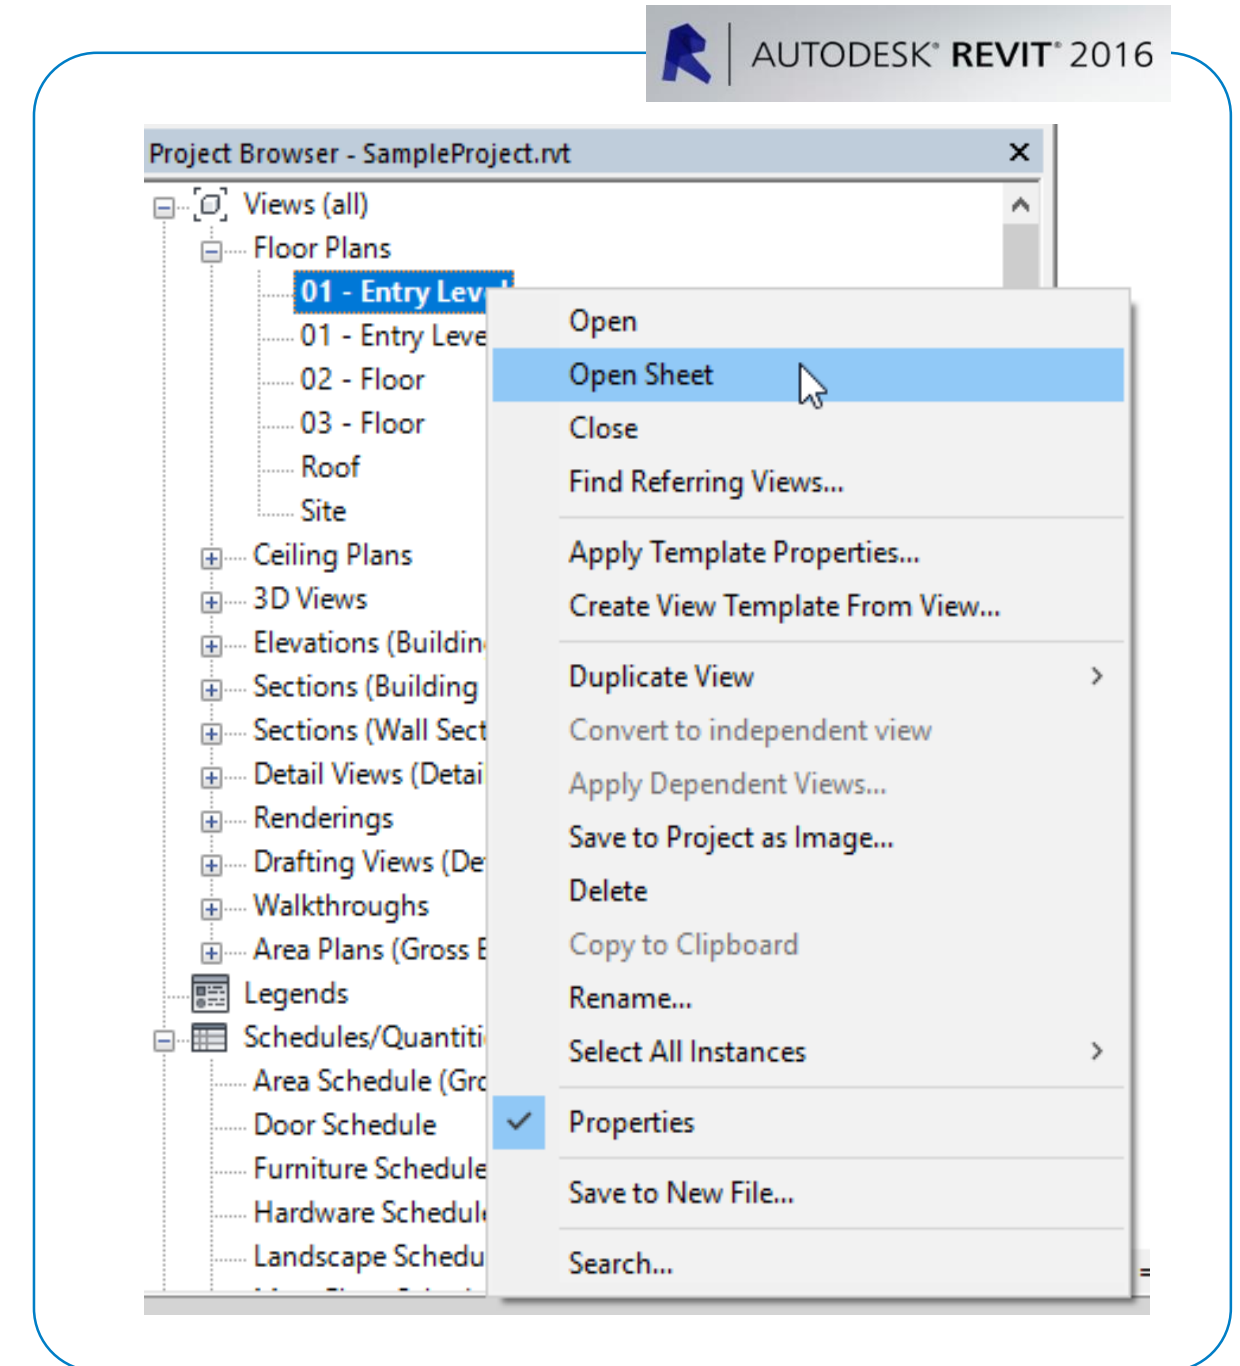 AUTODESK® REVIT® 2016
Project Browser - SampleProject.rvt
Views (all)
Floor Plans
01 - Entry Level
01 - Entry Leve
02 - Floor
03 - Floor
Roof
Site
Ceiling Plans
3D Views
Elevations (Buildin
Sections (Building
Sections (Wall Sect
Detail Views (Detai
Renderings
Drafting Views (De
Walkthroughs
Area Plans (Gross B
Legends
Schedules/Quantiti
Area Schedule (Gro
Door Schedule
Furniture Schedule
Hardware Schedul
Landscape Schedu
Open
Open Sheet
Close
Find Referring Views...
Apply Template Properties...
Create View Template From View...
Duplicate View
Convert to independent view
Apply Dependent Views...
Save to Project as Image...
Delete
Copy to Clipboard
Rename...
Select All Instances
Properties
Save to New File...
Search...